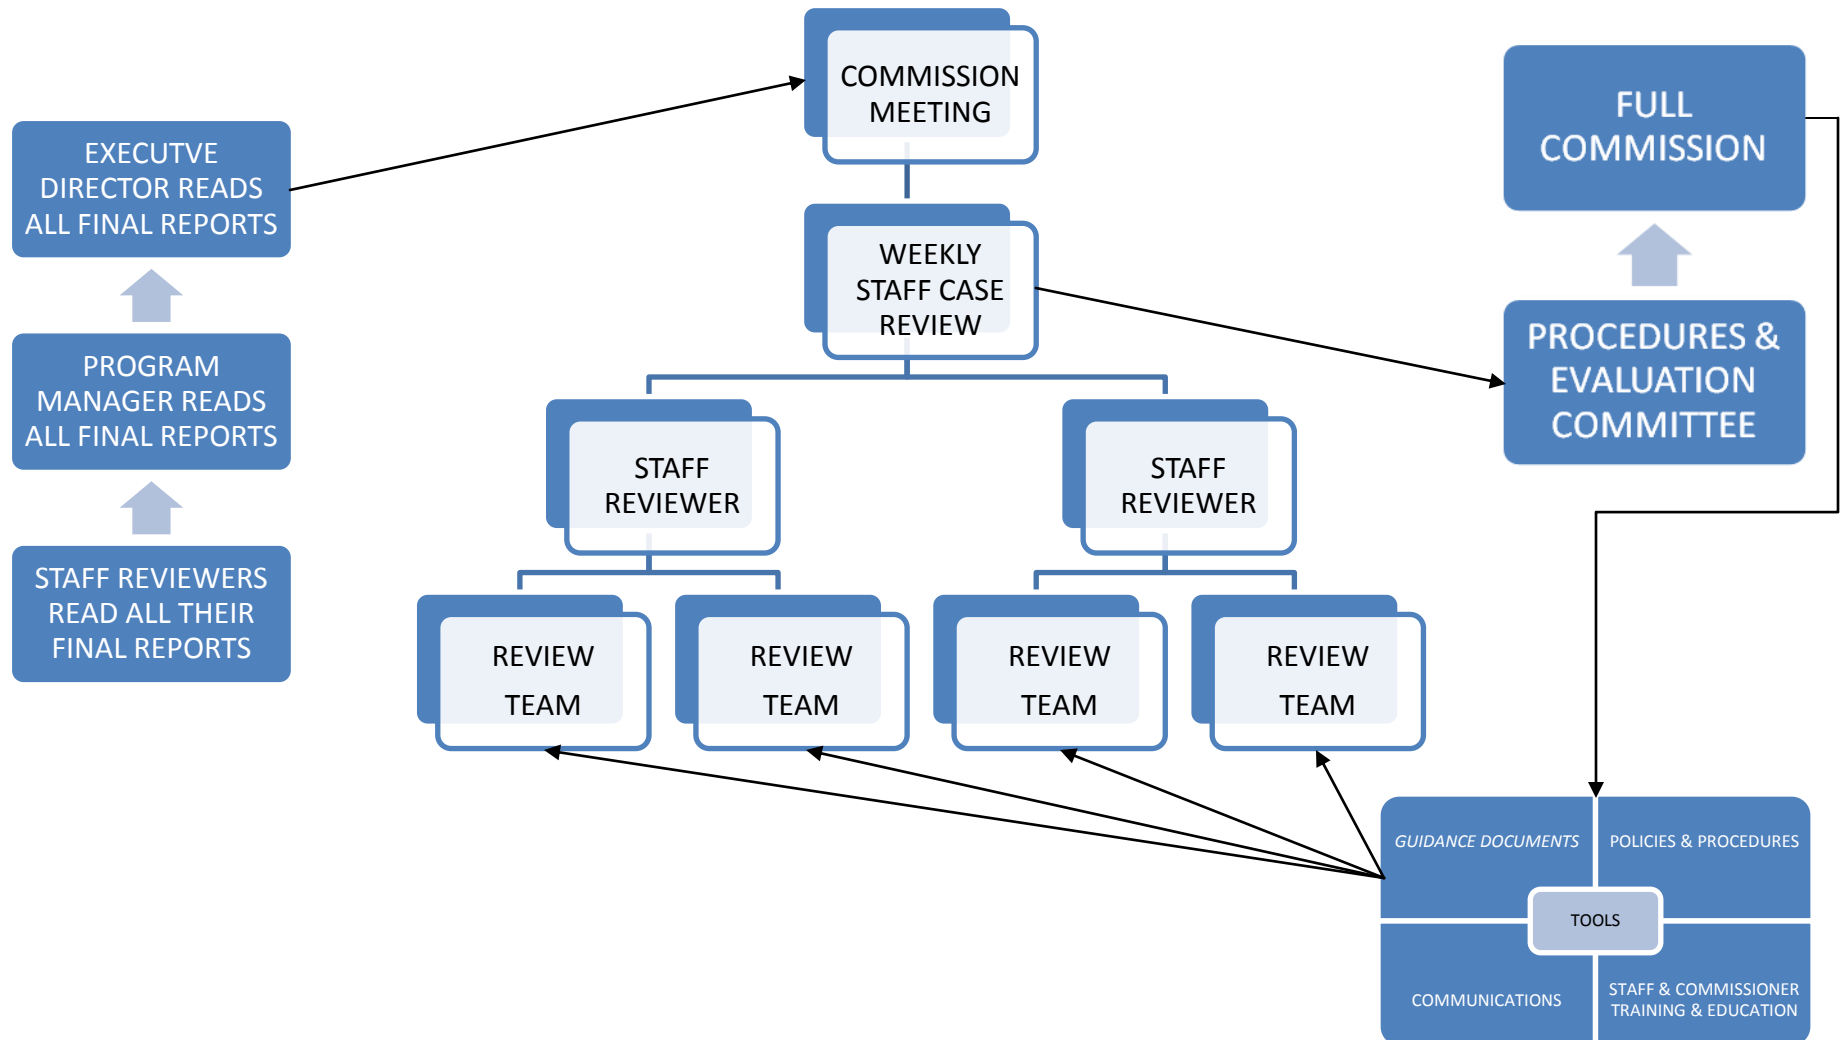 COMMISSION
MEETING
FULL
COMMISSION
EXECUTVE
DIRECTOR READS
ALL FINAL REPORTS
WEEKLY
STAFF CASE
REVIEW
PROGRAM
MANAGER READS
ALL FINAL REPORTS
PROCEDURES &
EVALUATION
COMMITTEE
STAFF
REVIEWER
STAFF
REVIEWER
STAFF REVIEWERS
READ ALL THEIR
FINAL REPORTS
REVIEW
TEAM
REVIEW
TEAM
REVIEW
TEAM
REVIEW
TEAM
GUIDANCE DOCUMENTS
POLICIES & PROCEDURES
TOOLS
COMMUNICATIONS
STAFF & COMMISSIONER
TRAINING & EDUCATION